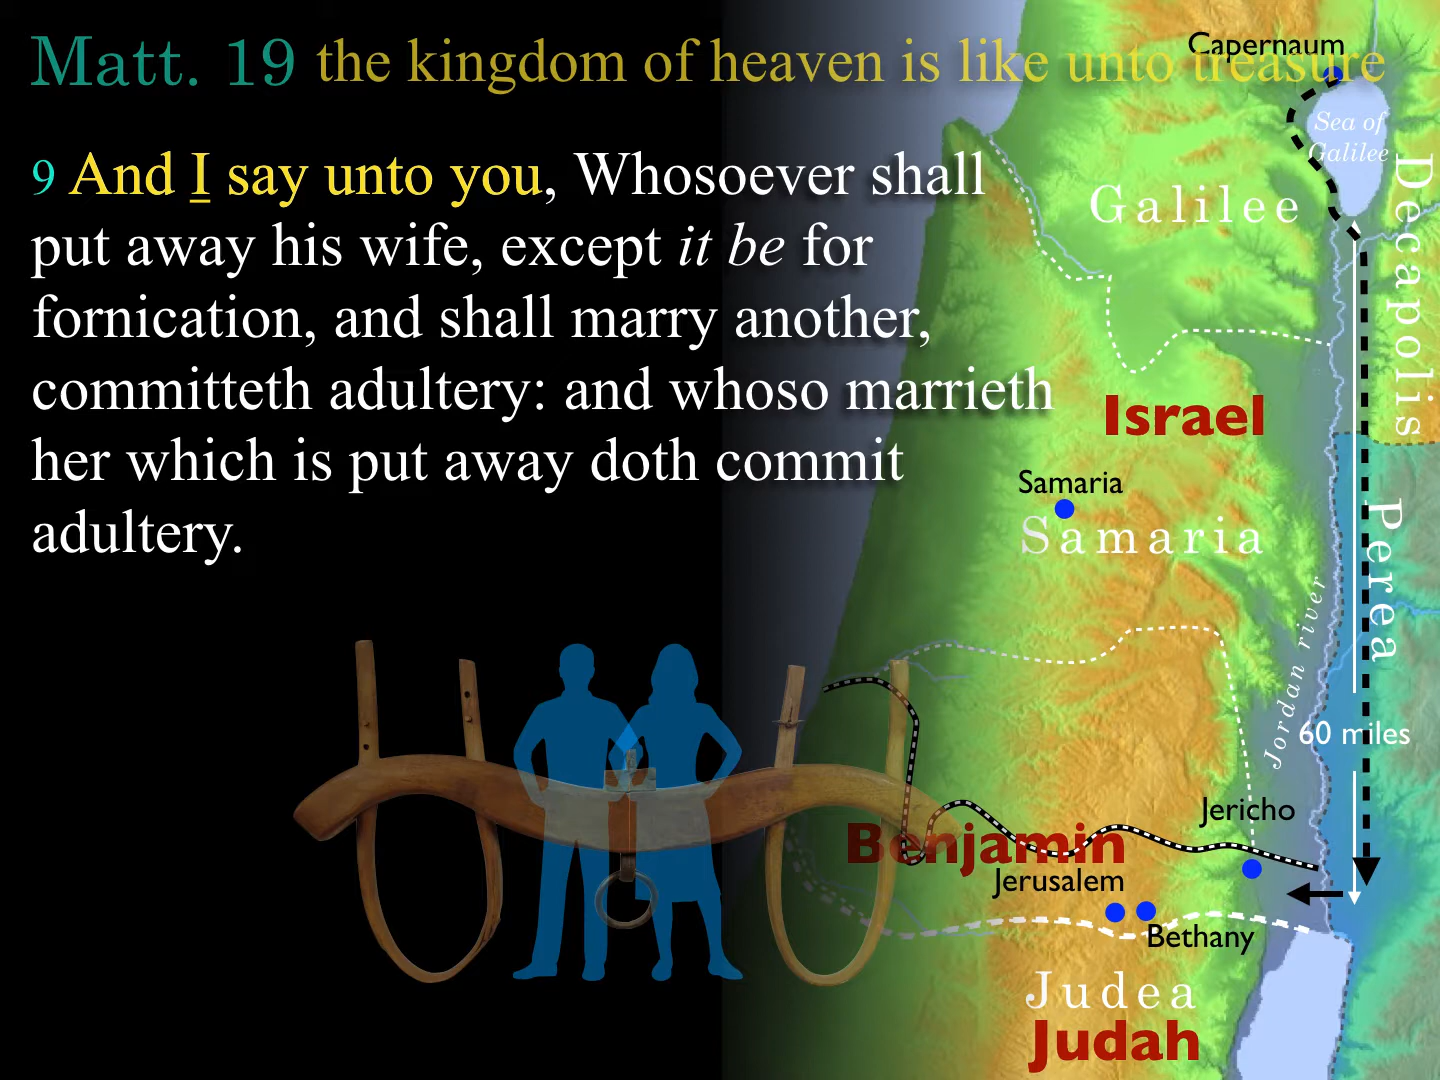 Matt. 19 the kingdom of heaven is like unto treasure
9 And I say unto you, Whosoever shall
put away his wife, except it be for
fornication, and shall marry another,
committeth adultery: and whoso marrieth
her which is put away doth commit
adultery.
Capernaum
Sea of
Galilee
Galilee
Decapolis
Israel
Samaria
Samaria
Perea
Jordan river
60 miles
Jericho
Benjamin
Jerusalem
Bethany
Judea
Judah